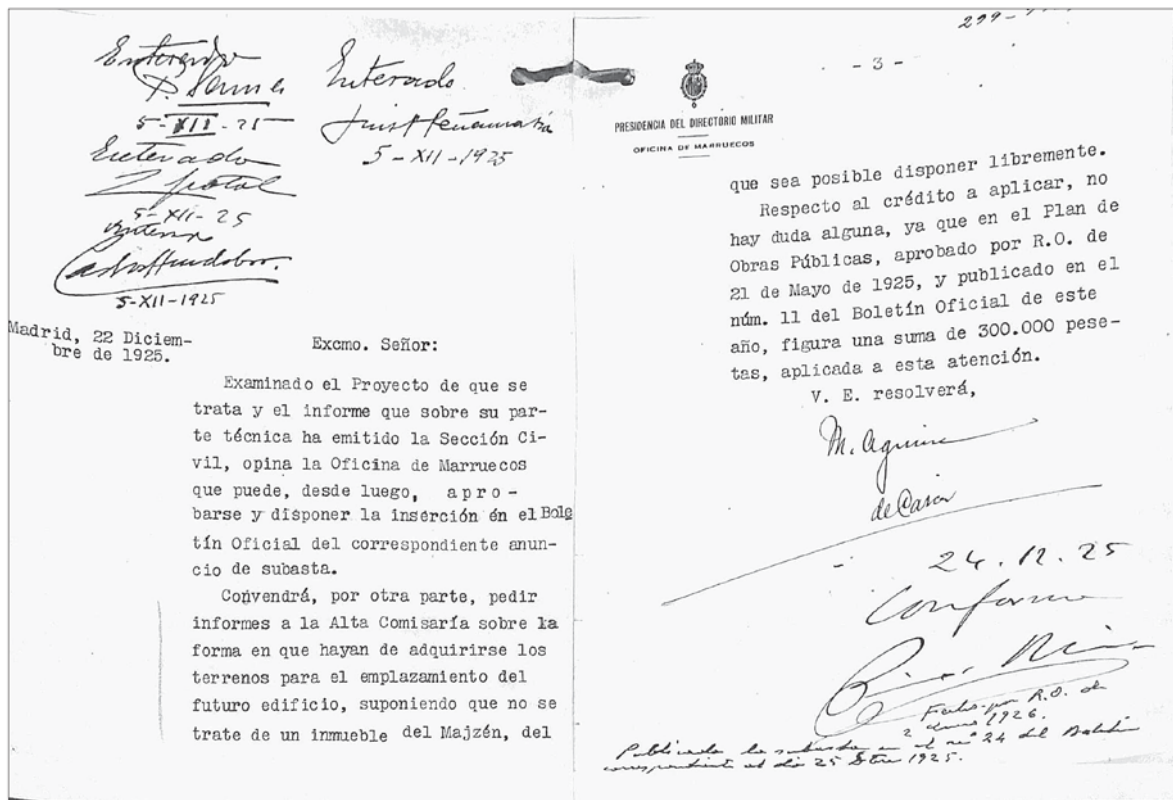 Enterado
5-XII-25
Enterado
5-XII-25
5-XII-1925
Enterado
5-XII-1925
Madrid, 22 Diciem-
bre de 1925.
Excmo. Señor:
Examinado el Proyecto de que se
trata y el informe que sobre su par-
te técnica ha emitido la Sección Ci-
vil, opina la Oficina de Marruecos
que puede, desde luego, apro-
barse y disponer la inserción en el Bole
tín Oficial del correspondiente anun-
cio de subasta.
Convendrá, por otra parte, pedir
informes a la Alta Comisaría sobre la
forma en que hayan de adquirirse los
terrenos para el emplazamiento del
futuro edificio, suponiendo que no se
trate de un inmueble del Majzén, del
- 3 -
PRESIDENCIA DEL DIRECTORIO MILITAR
OFICINA DE MARRUECOS
que sea posible disponer libremente.
Respecto al crédito a aplicar, no
hay duda alguna, ya que en el Plan de
Obras Públicas, aprobado por R.O. de
21 de Mayo de 1925, y publicado en el
núm. 11 del Boletín Oficial de este
año, figura una suma de 300.000 pese-
tas, aplicada a esta atención.
V. E. resolverá,
M. Aguirre
de Carcer
24.12.25
Conforme
por R.O. de
2 1926.
Publicada la subasta en el nº 24 del Boletín
correspondiente al día 25 Dbre 1925.